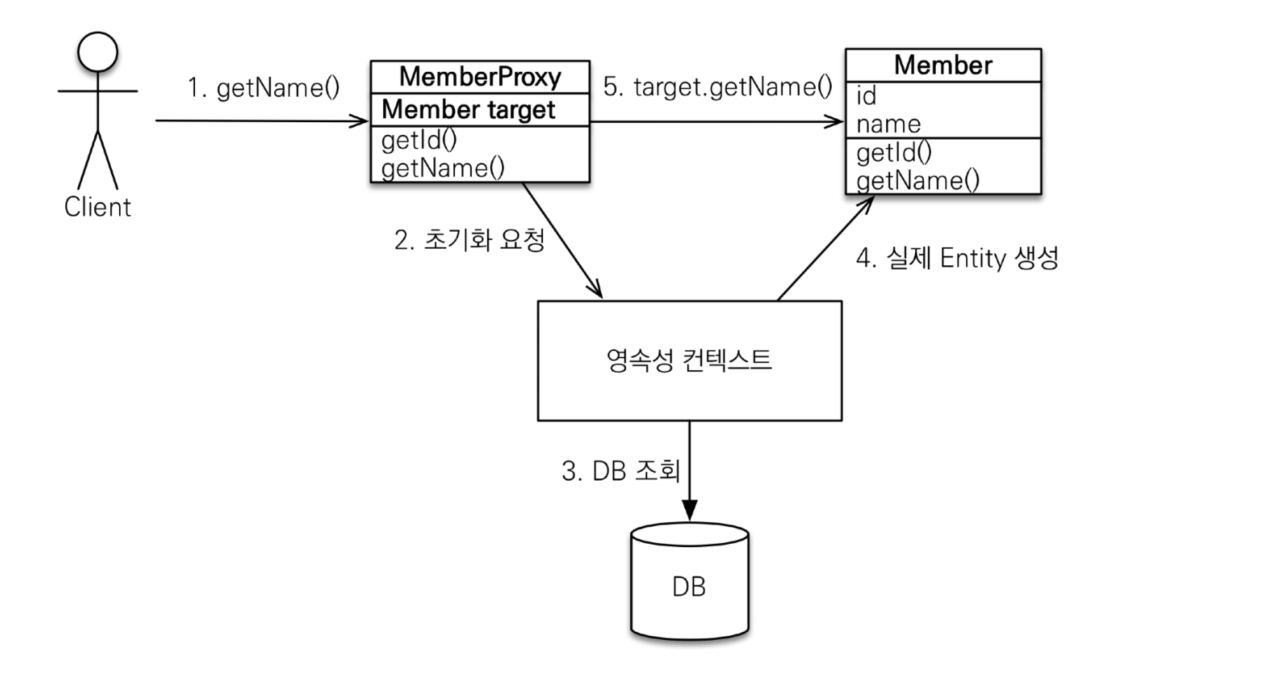 1. getName()
MemberProxy
Member target
getId()
getName()
5. target.getName()
Member
id
name
getId()
getName()
Client
2. 초기화 요청
4. 실제 Entity 생성
영속성 컨텍스트
3. DB 조회
DB